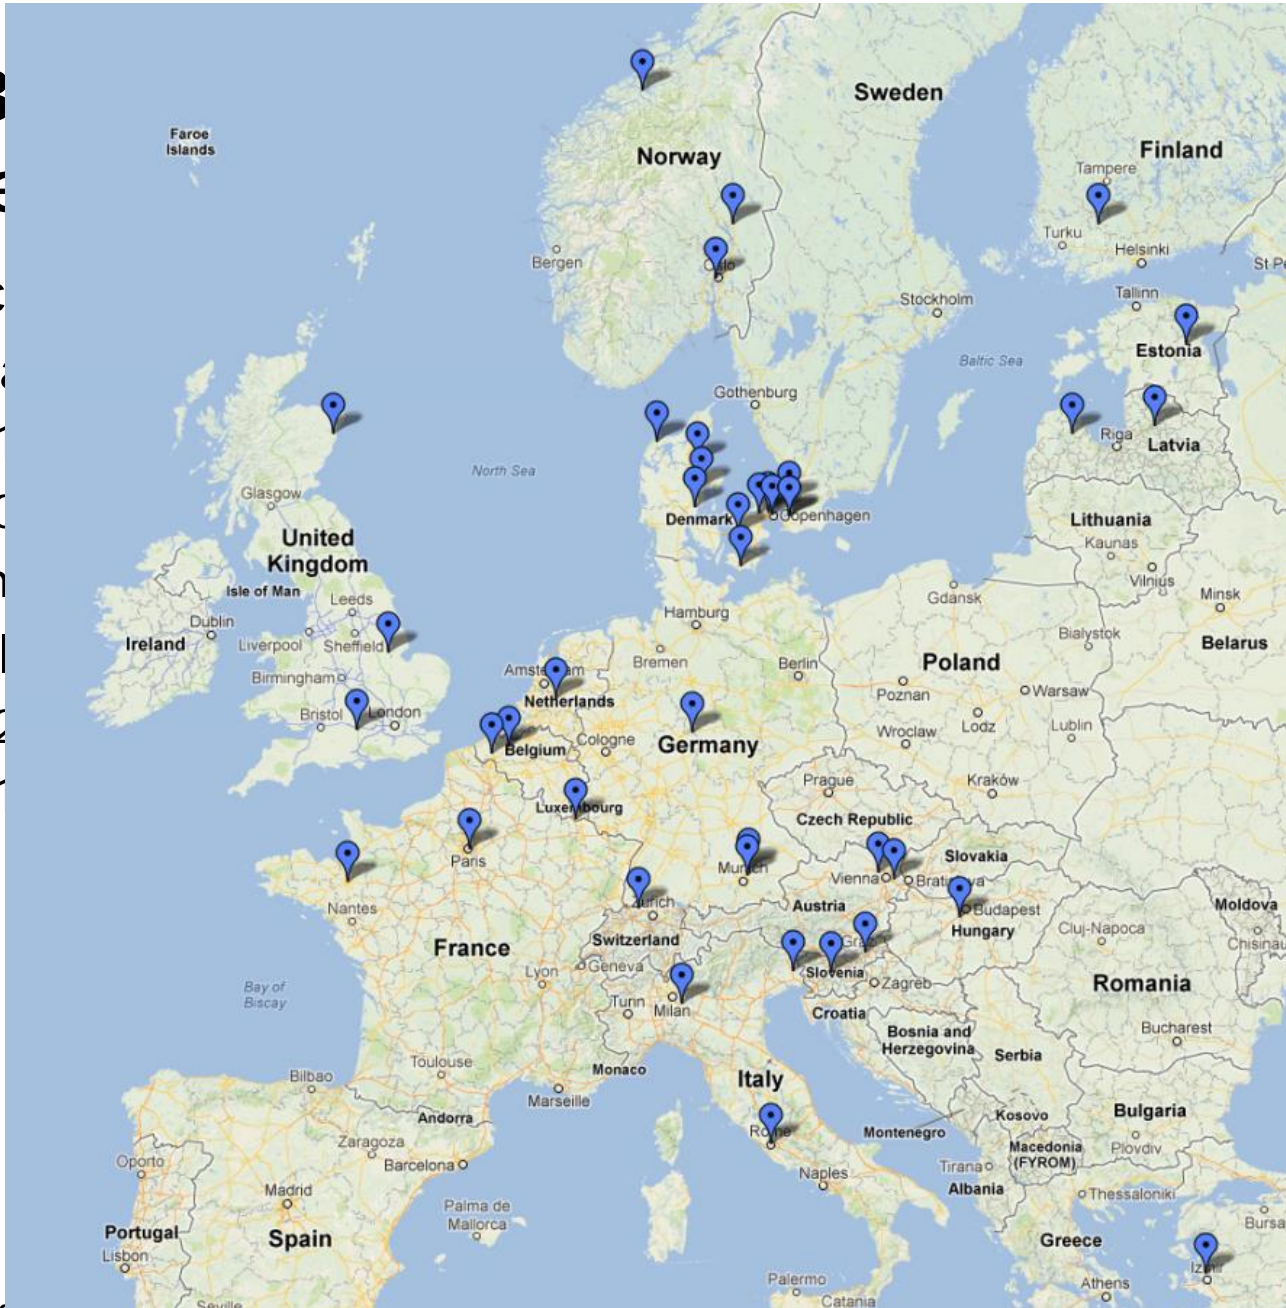 Sweden
Faroe
Islands
Norway
Finland
Tampere
Bergen
Oslo
Turku
Helsinki
Stockholm
Tallinn
Estonia
Baltic Sea
Gothenburg
Riga
Latvia
North Sea
Glasgow
Denmark
Copenhagen
Lithuania
Kaunas
Vilnius
United
Kingdom
Isle of Man
Leeds
Dublin
Ireland
Liverpool
Sheffield
Birmingham
Bristol
London
Hamburg
Gdansk
Minsk
Bialystok
Belarus
Bremen
Berlin
Poland
Poznan
Warsaw
Amsterdam
Netherlands
Lodz
Lublin
Wroclaw
Belgium
Cologne
Germany
Prague
Kraków
Luxembourg
Czech Republic
Paris
Slovakia
Munich
Vienna
Bratislava
Nantes
Zurich
Austria
Budapest
Hungary
Moldova
Cluj-Napoca
Chisinau
France
Switzerland
Graz
Slovenia
Lyon
Geneva
Zagreb
Romania
Bay of
Biscay
Turin
Milan
Croatia
Bosnia and
Herzegovina
Serbia
Bucharest
Toulouse
Monaco
Bilbao
Marseille
Italy
Andorra
Kosovo
Bulgaria
Rome
Montenegro
Macedonia
(FYROM)
Plovdiv
Zaragoza
Oporto
Barcelona
Naples
Tirana
Albania
Thessaloniki
Madrid
Palma de
Mallorca
Portugal
Spain
Lisbon
Bursa
Greece
Izmir
Palermo
Athens
Catania
Seville